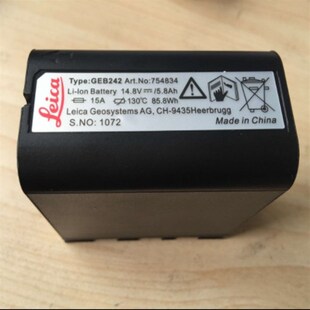 Leica
Type: GEB242 Art.No:754834
Li-Ion Battery 14.8V⎓/5.8Ah
15A 130°C 85.8Wh
Leica Geosystems AG, CH-9435Heerbrugg
S.NO: 1072
Made in China